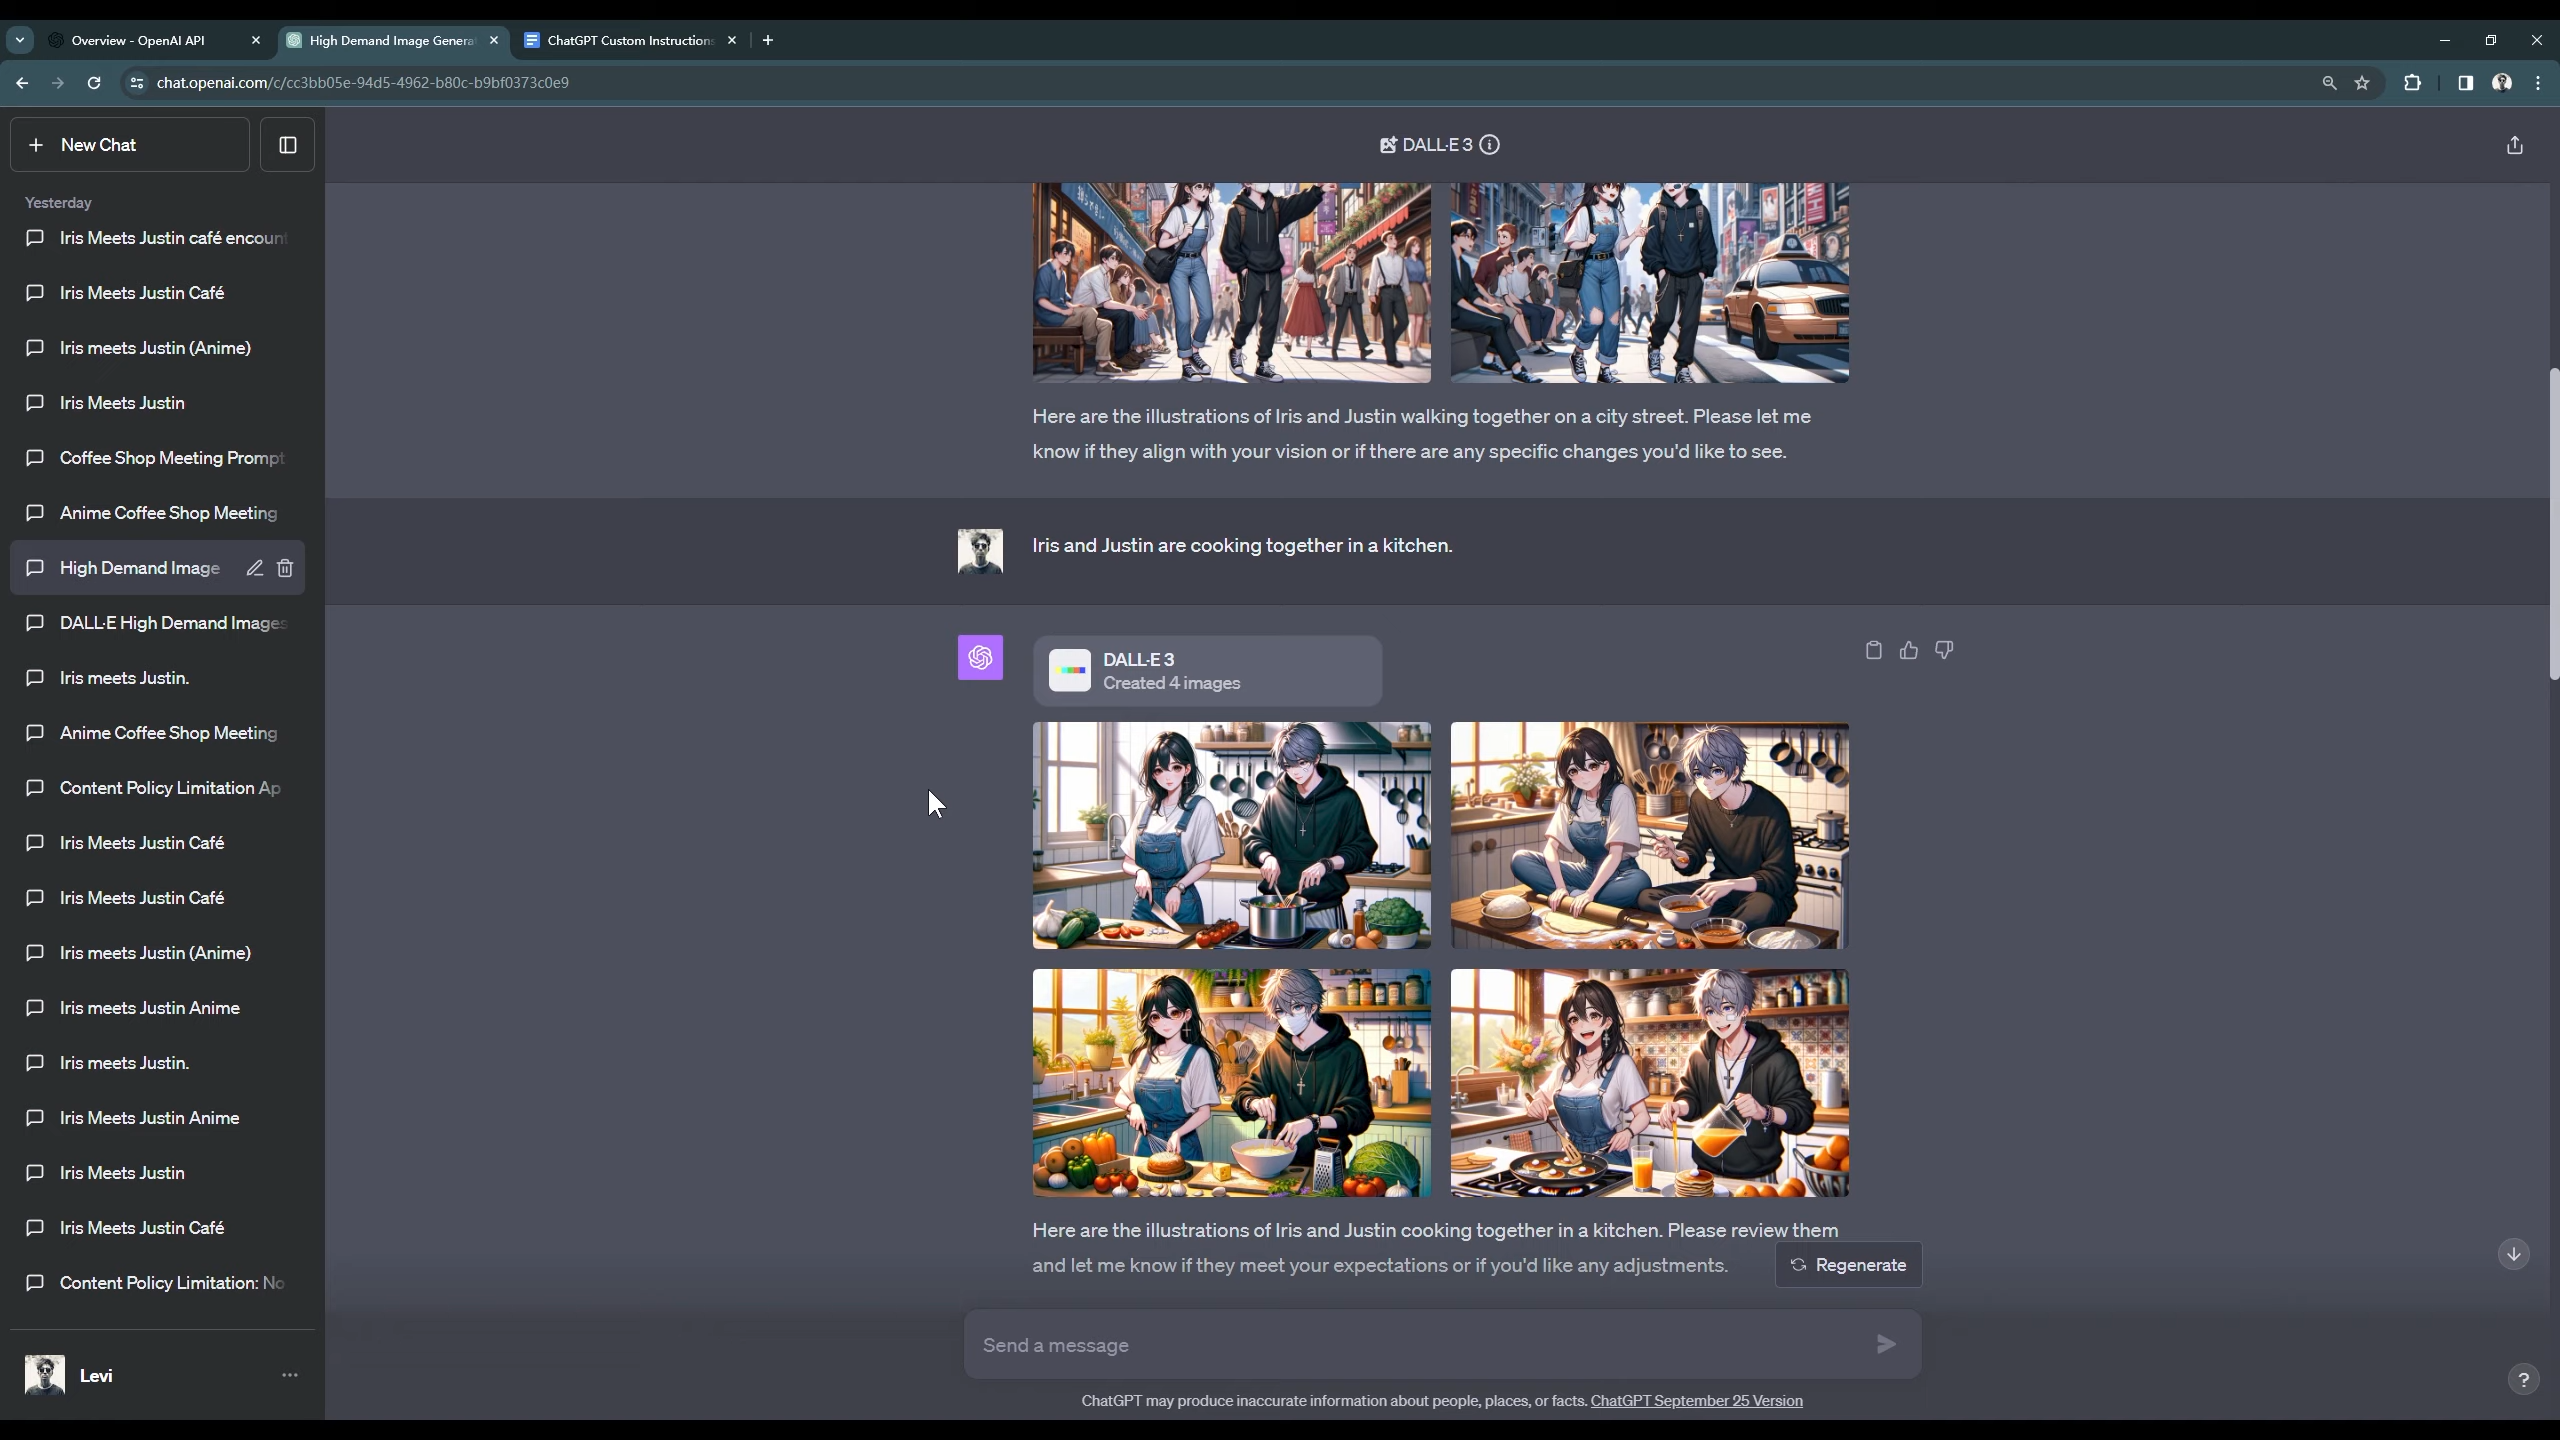 Overview - OpenAI API
High Demand Image Genera
ChatGPT Custom Instructions
chat.openai.com/c/cc3bb05e-94d5-4962-b80c-b9bf0373c0e9
New Chat
DALL·E 3
Yesterday
Iris Meets Justin café encount
Iris Meets Justin Café
Iris meets Justin (Anime)
Iris Meets Justin
Coffee Shop Meeting Prompt
Anime Coffee Shop Meeting
High Demand Image
DALL·E High Demand Images
Iris meets Justin.
Anime Coffee Shop Meeting
Content Policy Limitation Ap
Iris Meets Justin Café
Iris Meets Justin Café
Iris meets Justin (Anime)
Iris meets Justin Anime
Iris meets Justin.
Iris Meets Justin Anime
Iris Meets Justin
Iris Meets Justin Café
Content Policy Limitation: No
Levi
Here are the illustrations of Iris and Justin walking together on a city street. Please let me
know if they align with your vision or if there are any specific changes you'd like to see.
Iris and Justin are cooking together in a kitchen.
DALL·E 3
Created 4 images
Here are the illustrations of Iris and Justin cooking together in a kitchen. Please review them
and let me know if they meet your expectations or if you'd like any adjustments.
Regenerate
Send a message
ChatGPT may produce inaccurate information about people, places, or facts. ChatGPT September 25 Version
?